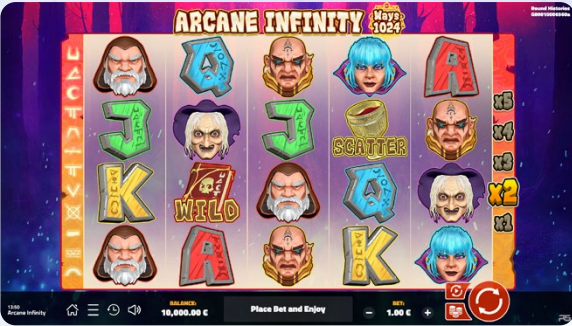 ARCANE INFINITY
Ways
1024
Round Histories
Q
A
J
J
SCATTER
K
WILD
Q
A
K
x5
x4
x3
x2
x1
13:50
Arcane Infinity
BALANCE:
10,000.00 €
Place Bet and Enjoy
BET:
1.00 €